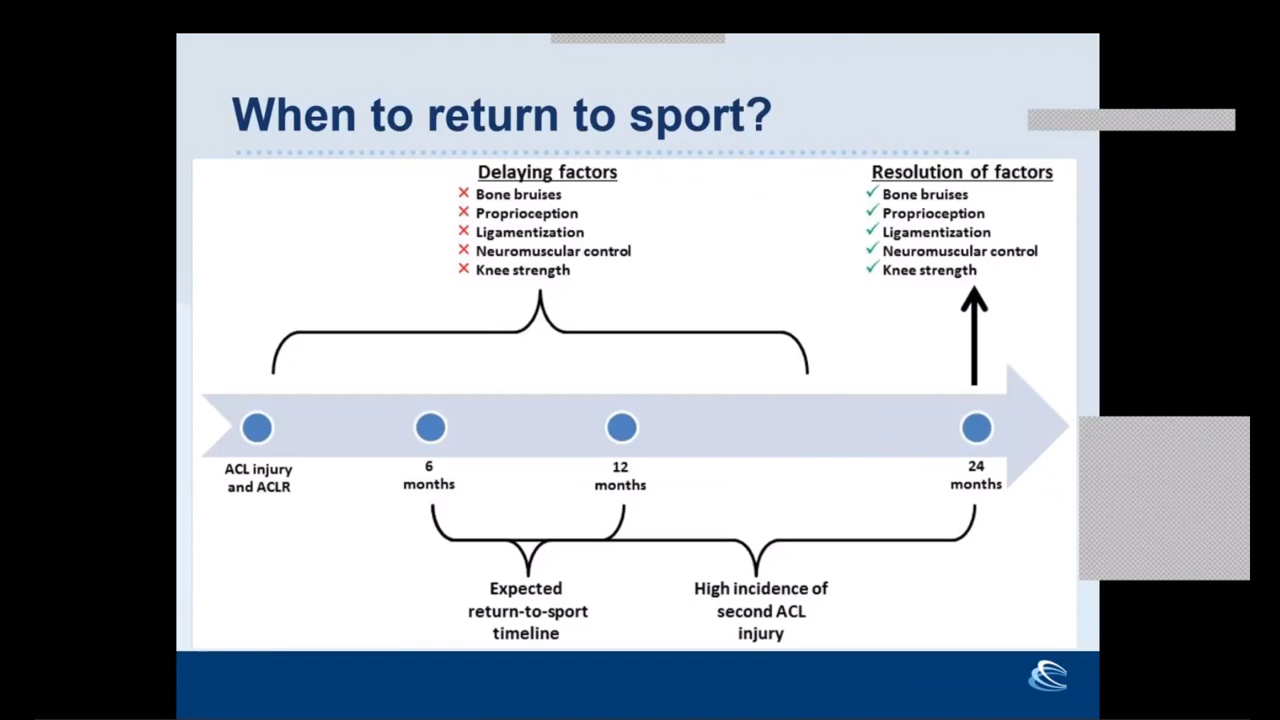 When to return to sport?
Delaying factors
Bone bruises
Proprioception
Ligamentization
Neuromuscular control
Knee strength
Resolution of factors
Bone bruises
Proprioception
Ligamentization
Neuromuscular control
Knee strength
ACL injury
and ACLR
6
months
12
months
24
months
Expected
return-to-sport
timeline
High incidence of
second ACL
injury